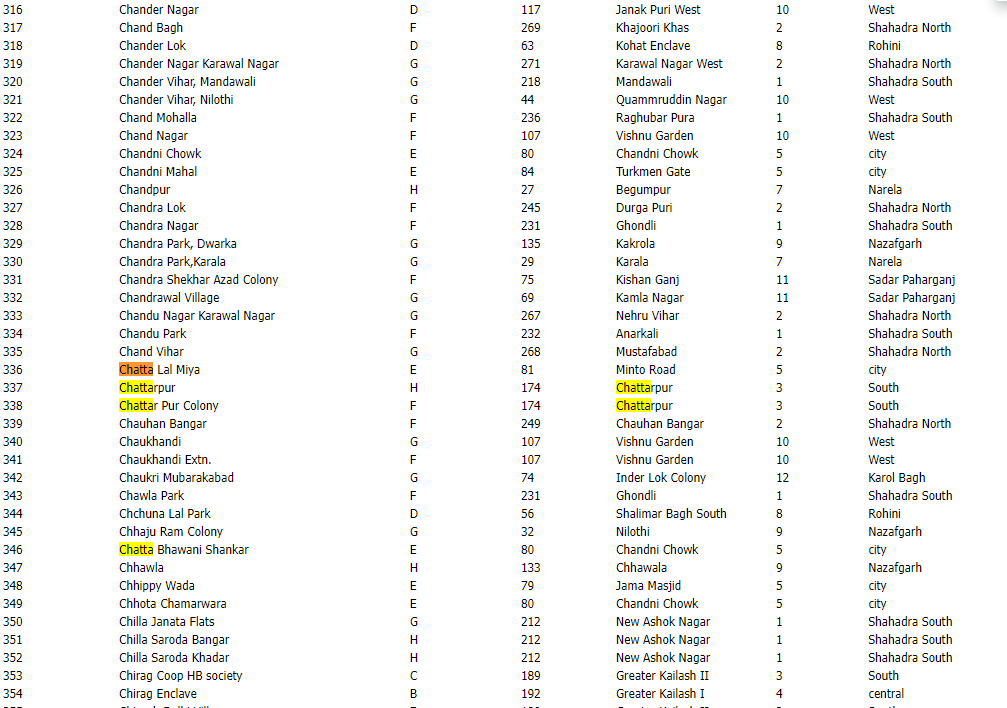 316 Chander Nagar D 117 Janak Puri West 10 West
317 Chand Bagh F 269 Khajoori Khas 2 Shahadra North
318 Chander Lok D 63 Kohat Enclave 8 Rohini
319 Chander Nagar Karawal Nagar G 271 Karawal Nagar West 2 Shahadra North
320 Chander Vihar, Mandawali G 218 Mandawali 1 Shahadra South
321 Chander Vihar, Nilothi G 44 Quammruddin Nagar 10 West
322 Chand Mohalla F 236 Raghubar Pura 1 Shahadra South
323 Chand Nagar F 107 Vishnu Garden 10 West
324 Chandni Chowk E 80 Chandni Chowk 5 city
325 Chandni Mahal E 84 Turkmen Gate 5 city
326 Chandpur H 27 Begumpur 7 Narela
327 Chandra Lok F 245 Durga Puri 2 Shahadra North
328 Chandra Nagar F 231 Ghondli 1 Shahadra South
329 Chandra Park, Dwarka G 135 Kakrola 9 Nazafgarh
330 Chandra Park,Karala G 29 Karala 7 Narela
331 Chandra Shekhar Azad Colony F 75 Kishan Ganj 11 Sadar Paharganj
332 Chandrawal Village G 69 Kamla Nagar 11 Sadar Paharganj
333 Chandu Nagar Karawal Nagar G 267 Nehru Vihar 2 Shahadra North
334 Chandu Park F 232 Anarkali 1 Shahadra South
335 Chand Vihar G 268 Mustafabad 2 Shahadra North
336 Chatta Lal Miya E 81 Minto Road 5 city
337 Chattarpur H 174 Chattarpur 3 South
338 Chattar Pur Colony F 174 Chattarpur 3 South
339 Chauhan Bangar F 249 Chauhan Bangar 2 Shahadra North
340 Chaukhandi G 107 Vishnu Garden 10 West
341 Chaukhandi Extn. F 107 Vishnu Garden 10 West
342 Chaukri Mubarakabad G 74 Inder Lok Colony 12 Karol Bagh
343 Chawla Park F 231 Ghondli 1 Shahadra South
344 Chchuna Lal Park D 56 Shalimar Bagh South 8 Rohini
345 Chhaju Ram Colony G 32 Nilothi 9 Nazafgarh
346 Chatta Bhawani Shankar E 80 Chandni Chowk 5 city
347 Chhawla H 133 Chhawala 9 Nazafgarh
348 Chhippy Wada E 79 Jama Masjid 5 city
349 Chhota Chamarwara E 80 Chandni Chowk 5 city
350 Chilla Janata Flats G 212 New Ashok Nagar 1 Shahadra South
351 Chilla Saroda Bangar H 212 New Ashok Nagar 1 Shahadra South
352 Chilla Saroda Khadar H 212 New Ashok Nagar 1 Shahadra South
353 Chirag Coop HB society C 189 Greater Kailash II 3 South
354 Chirag Enclave B 192 Greater Kailash I 4 central